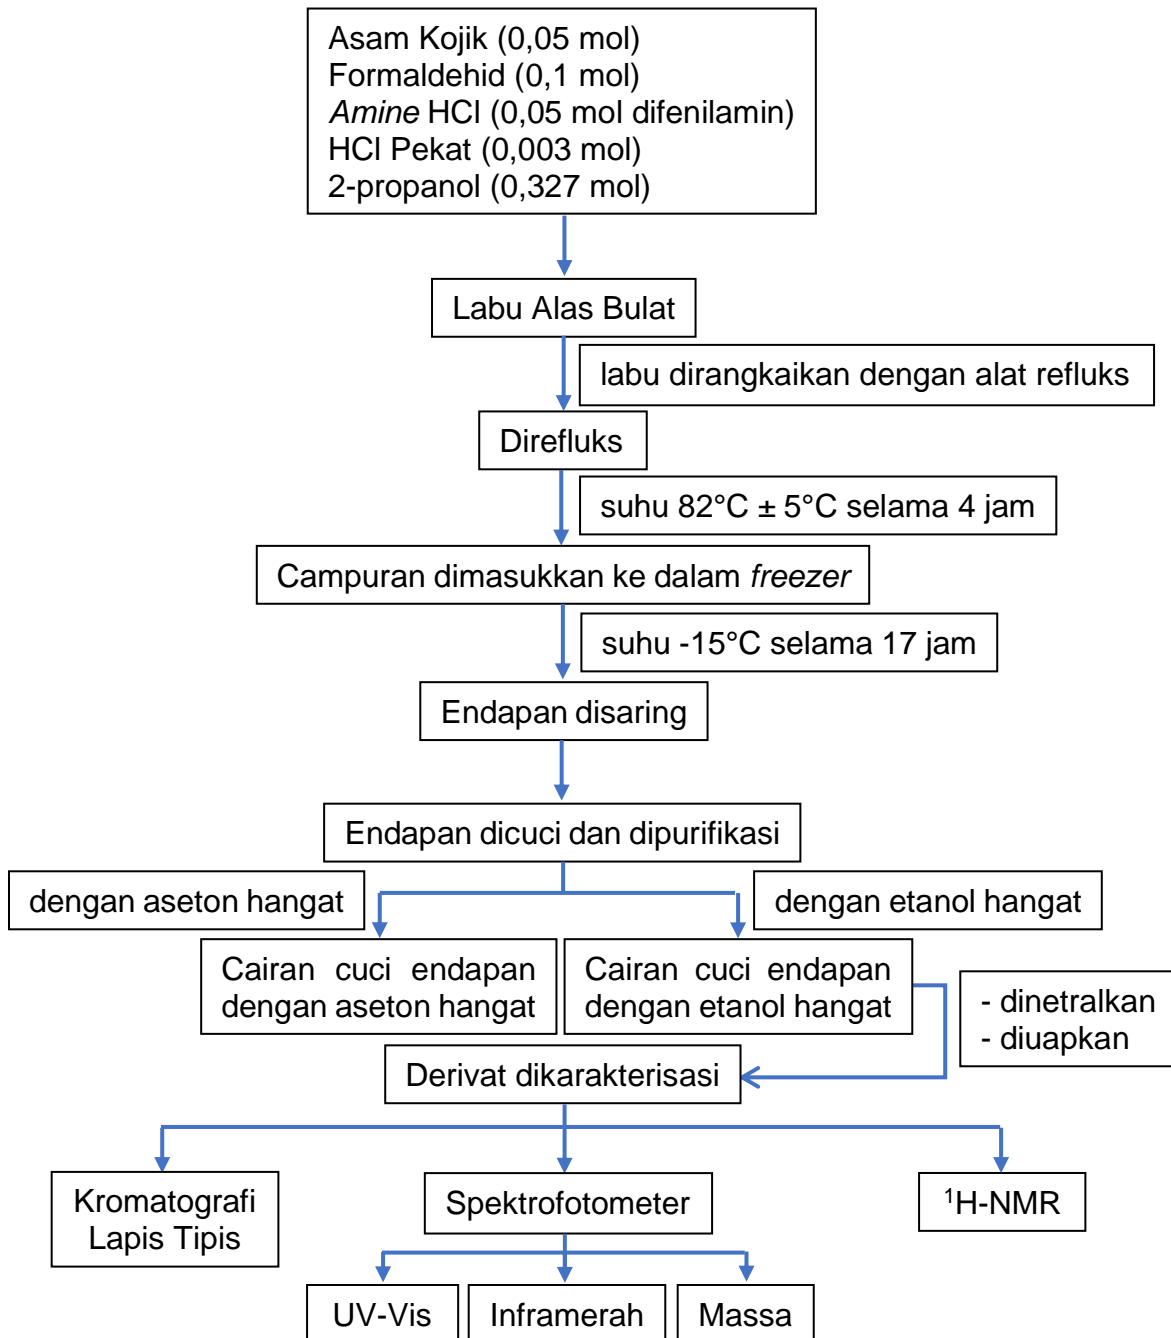 Asam Kojik (0,05 mol)
Formaldehid (0,1 mol)
Amine HCl (0,05 mol difenilamin)
HCl Pekat (0,003 mol)
2-propanol (0,327 mol)
Labu Alas Bulat
labu dirangkaikan dengan alat refluks
Direfluks
suhu 82°C ± 5°C selama 4 jam
Campuran dimasukkan ke dalam freezer
suhu -15°C selama 17 jam
Endapan disaring
Endapan dicuci dan dipurifikasi
dengan aseton hangat
dengan etanol hangat
Cairan cuci endapan
dengan aseton hangat
Cairan cuci endapan
dengan etanol hangat
- dinetralkan
- diuapkan
Derivat dikarakterisasi
Kromatografi
Lapis Tipis
Spektrofotometer
¹H-NMR
UV-Vis
Inframerah
Massa